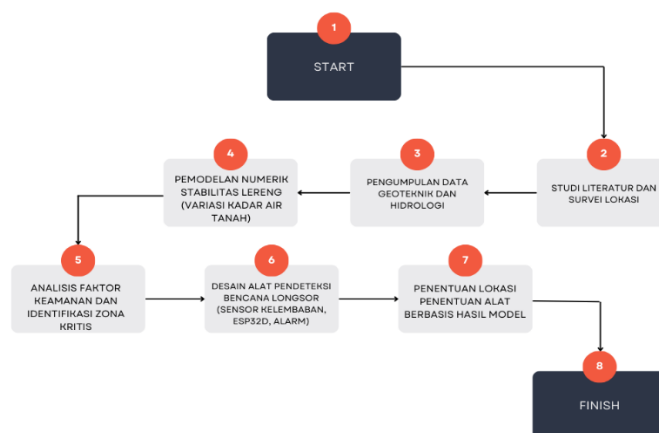 1
START
2
STUDI LITERATUR DAN
SURVEI LOKASI
3
PENGUMPULAN DATA
GEOTEKNIK DAN
HIDROLOGI
4
PEMODELAN NUMERIK
STABILITAS LERENG
(VARIASI KADAR AIR
TANAH)
5
ANALISIS FAKTOR
KEAMANAN DAN
IDENTIFIKASI ZONA
KRITIS
6
DESAIN ALAT PENDETEKSI
BENCANA LONGSOR
(SENSOR KELEMBABAN,
ESP32D, ALARM)
7
PENENTUAN LOKASI
PENENTUAN ALAT
BERBASIS HASIL MODEL
8
FINISH